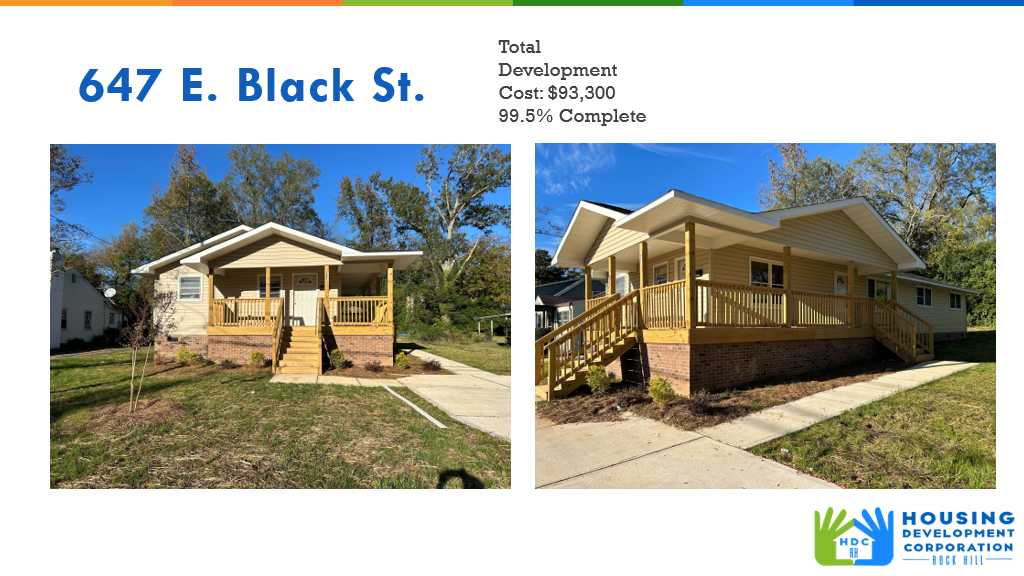 647 E. Black St.
Total
Development
Cost: $93,300
99.5% Complete
HDC
RH
HOUSING
DEVELOPMENT
CORPORATION
ROCK HILL